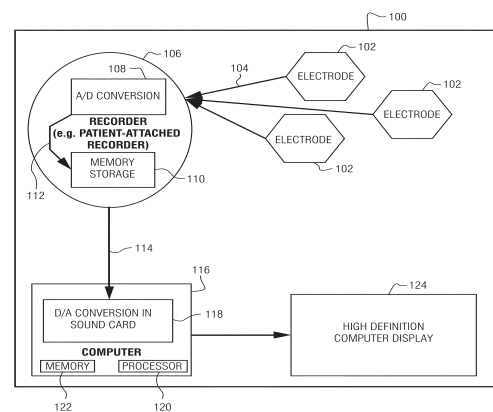 100
106
108
A/D CONVERSION
RECORDER
(e.g. PATIENT-ATTACHED
RECORDER)
MEMORY
STORAGE
110
112
104
102
ELECTRODE
102
ELECTRODE
ELECTRODE
102
114
116
D/A CONVERSION IN
SOUND CARD
118
COMPUTER
MEMORY
PROCESSOR
122
120
124
HIGH DEFINITION
COMPUTER DISPLAY